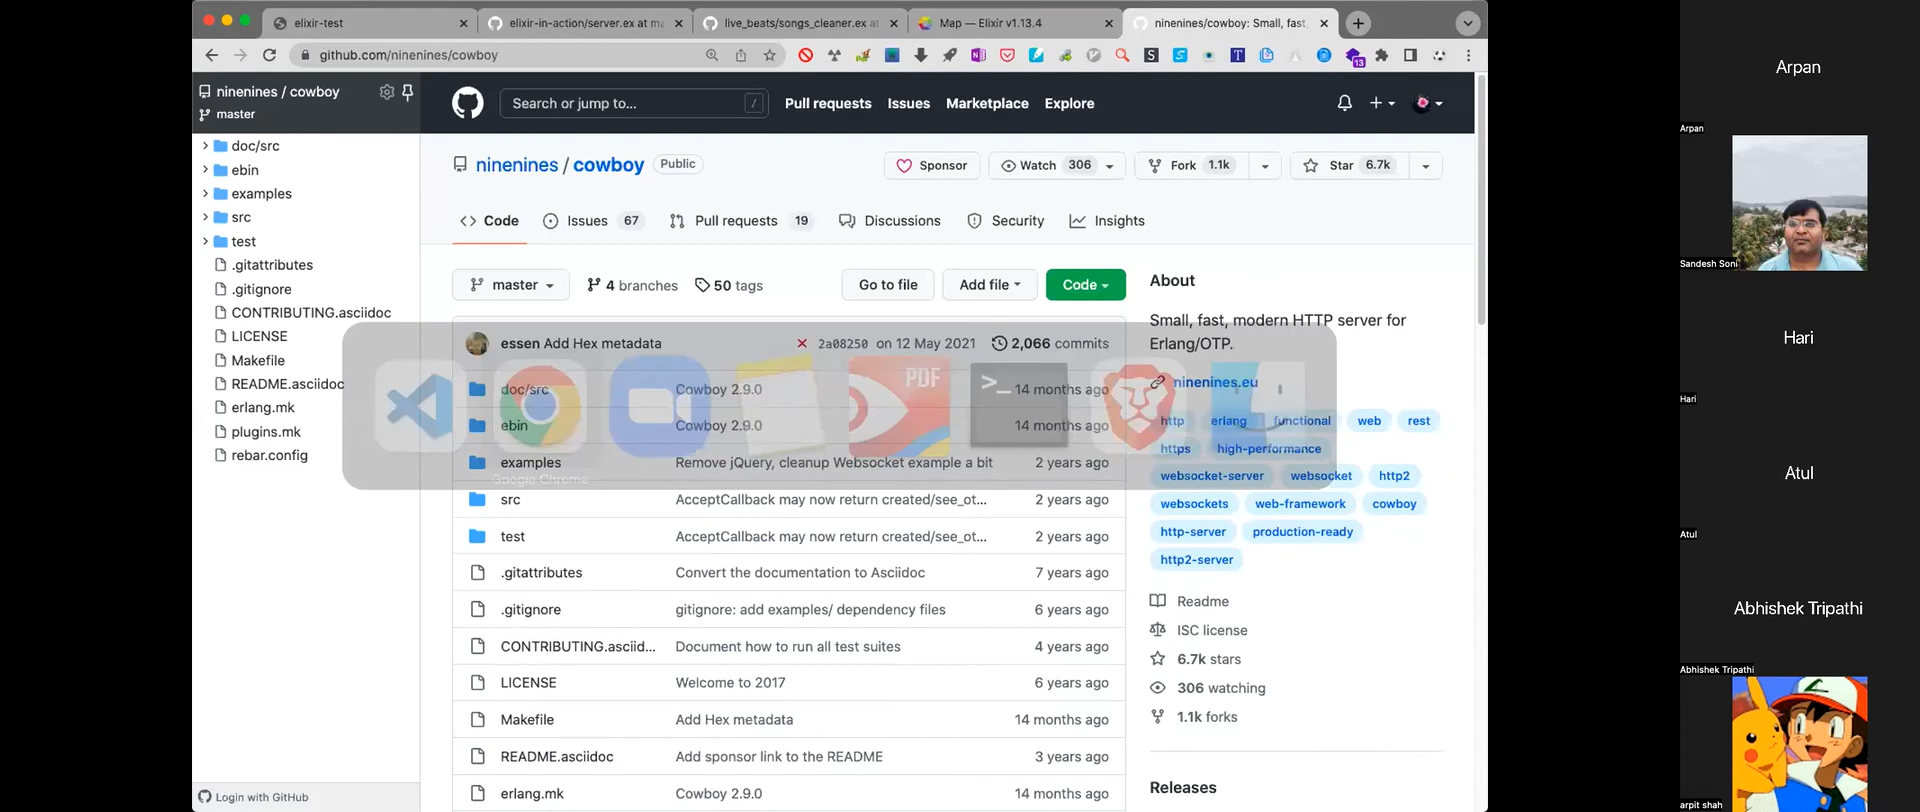 elixir-test
elixir-in-action/server.ex at ma
live_beats/songs_cleaner.ex at
Map — Elixir v1.13.4
ninenines/cowboy: Small, fast,
github.com/ninenines/cowboy
13
ninenines / cowboy
master
doc/src
ebin
examples
src
test
.gitattributes
.gitignore
CONTRIBUTING.asciidoc
LICENSE
Makefile
README.asciidoc
erlang.mk
plugins.mk
rebar.config
Login with GitHub
Search or jump to...
/
Pull requests
Issues
Marketplace
Explore
ninenines / cowboy
Public
Sponsor
Watch 306
Fork 1.1k
Star 6.7k
Code
Issues 67
Pull requests 19
Discussions
Security
Insights
master
4 branches
50 tags
Go to file
Add file
Code
essen Add Hex metadata
2a08250 on 12 May 2021
2,066 commits
doc/src Cowboy 2.9.0 14 months ago
ebin Cowboy 2.9.0 14 months ago
examples Remove jQuery, cleanup Websocket example a bit 2 years ago
src AcceptCallback may now return created/see_ot... 2 years ago
test AcceptCallback may now return created/see_ot... 2 years ago
.gitattributes Convert the documentation to Asciidoc 7 years ago
.gitignore gitignore: add examples/ dependency files 6 years ago
CONTRIBUTING.asciid... Document how to run all test suites 4 years ago
LICENSE Welcome to 2017 6 years ago
Makefile Add Hex metadata 14 months ago
README.asciidoc Add sponsor link to the README 3 years ago
erlang.mk Cowboy 2.9.0 14 months ago
PDF
>_
Google Chrome
About
Small, fast, modern HTTP server for
Erlang/OTP.
ninenines.eu
http erlang functional web rest
https high-performance
websocket-server websocket http2
websockets web-framework cowboy
http-server production-ready
http2-server
Readme
ISC license
6.7k stars
306 watching
1.1k forks
Releases
Arpan
Arpan
Sandesh Soni
Hari
Hari
Atul
Atul
Abhishek Tripathi
Abhishek Tripathi
arpit shah